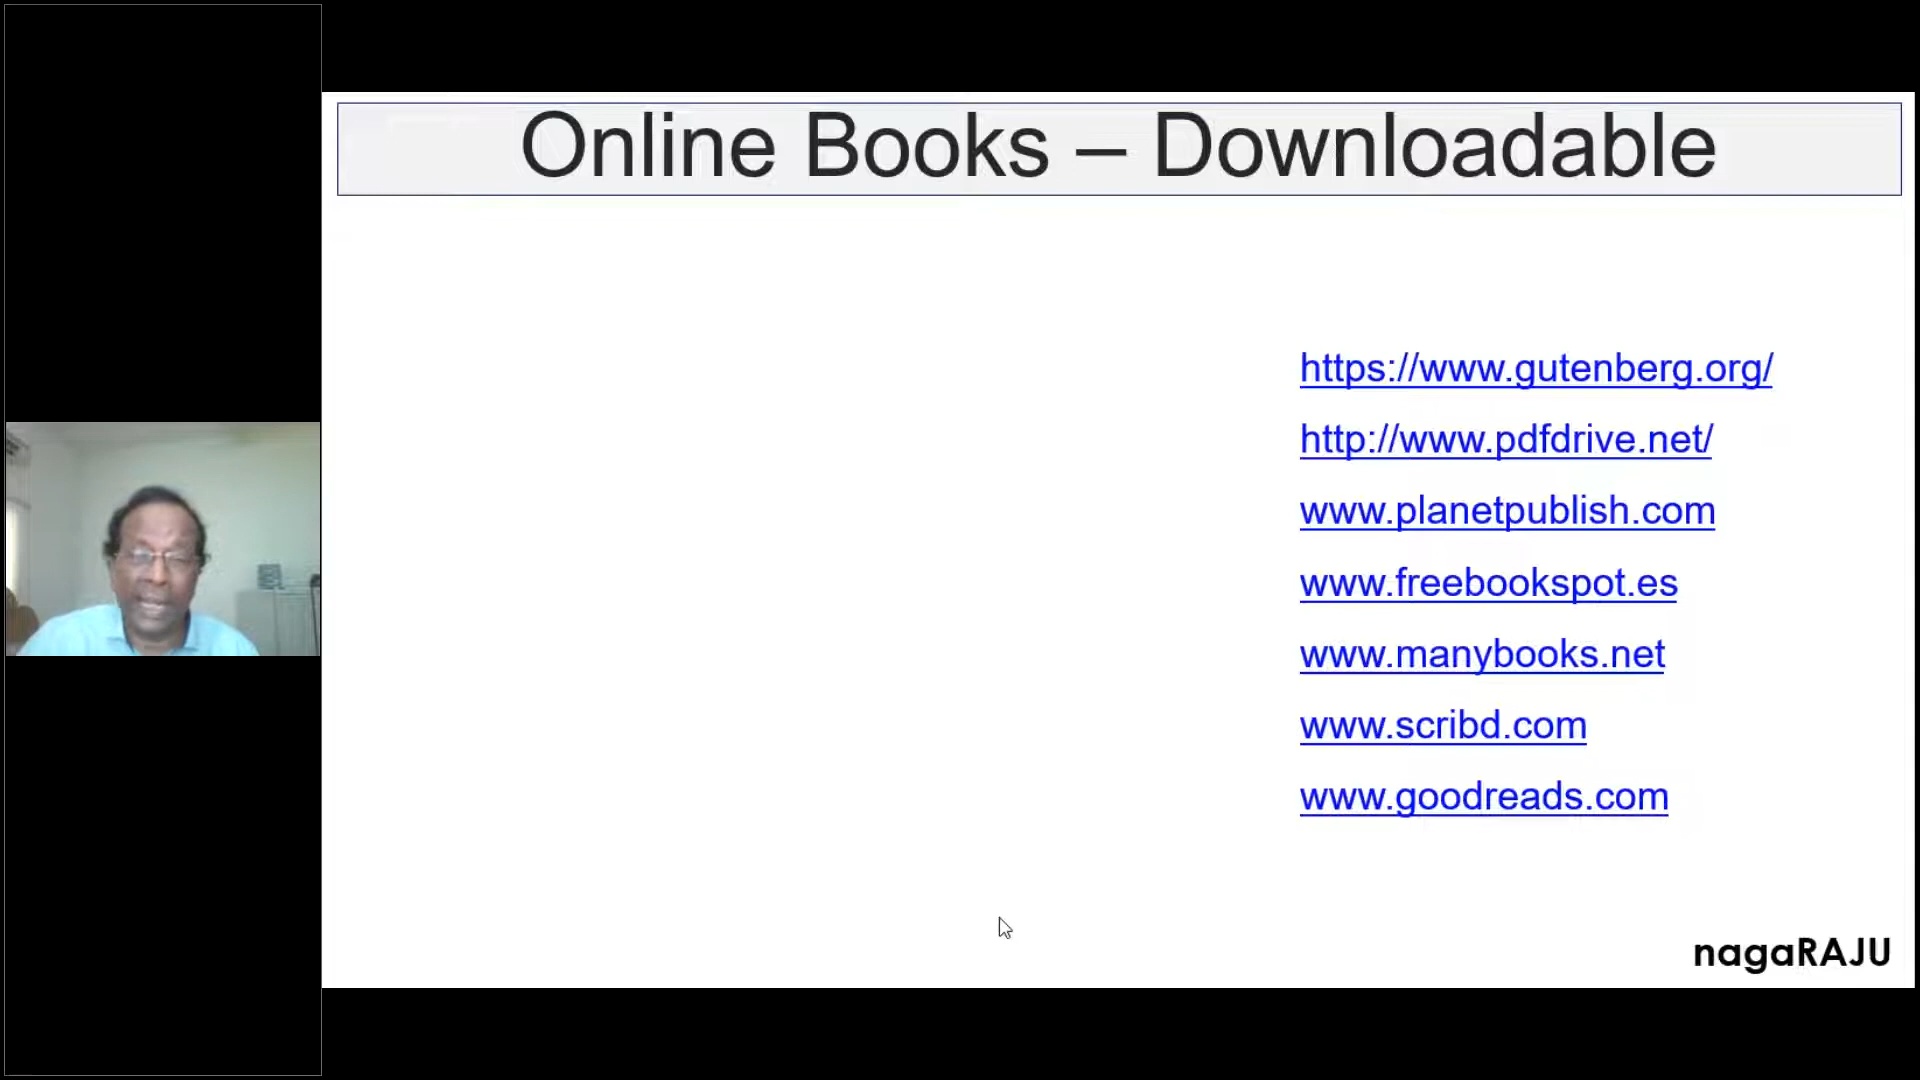 Online Books – Downloadable
https://www.gutenberg.org/
http://www.pdfdrive.net/
www.planetpublish.com
www.freebookspot.es
www.manybooks.net
www.scribd.com
www.goodreads.com
nagaRAJU